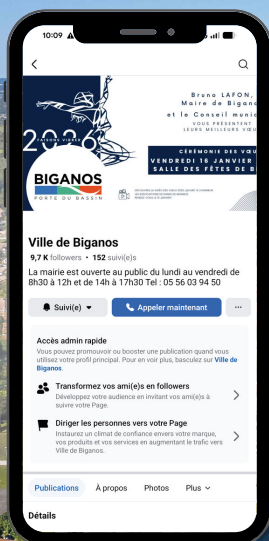 10:09
Bruno LAFON,
Maire de Biganos
et le Conseil muni
VOUS PRÉSENTENT
LEURS MEILLEURS VŒU
2026
FAISONS VIBRER
CÉRÉMONIE DES VŒU
VENDREDI 16 JANVIER
SALLE DES FÊTES DE B
BIGANOS
PORTE DU BASSIN
Ville de Biganos
9,7 K followers • 152 suivi(e)s
La mairie est ouverte au public du lundi au vendredi de
8h30 à 12h et de 14h à 17h30 Tel : 05 56 03 94 50
Suivi(e)
Appeler maintenant
Accès admin rapide
Vous pouvez promouvoir ou booster une publication quand vous
utilisez votre profil principal. Pour en voir plus, basculez sur Ville de
Biganos.
Transformez vos ami(e)s en followers
Développez votre audience en invitant vos ami(e)s à
suivre votre Page.
Diriger les personnes vers votre Page
Instaurez un climat de confiance envers votre marque,
vos produits et vos services en augmentant le trafic vers
Ville de Biganos.
Publications À propos Photos Plus
Détails